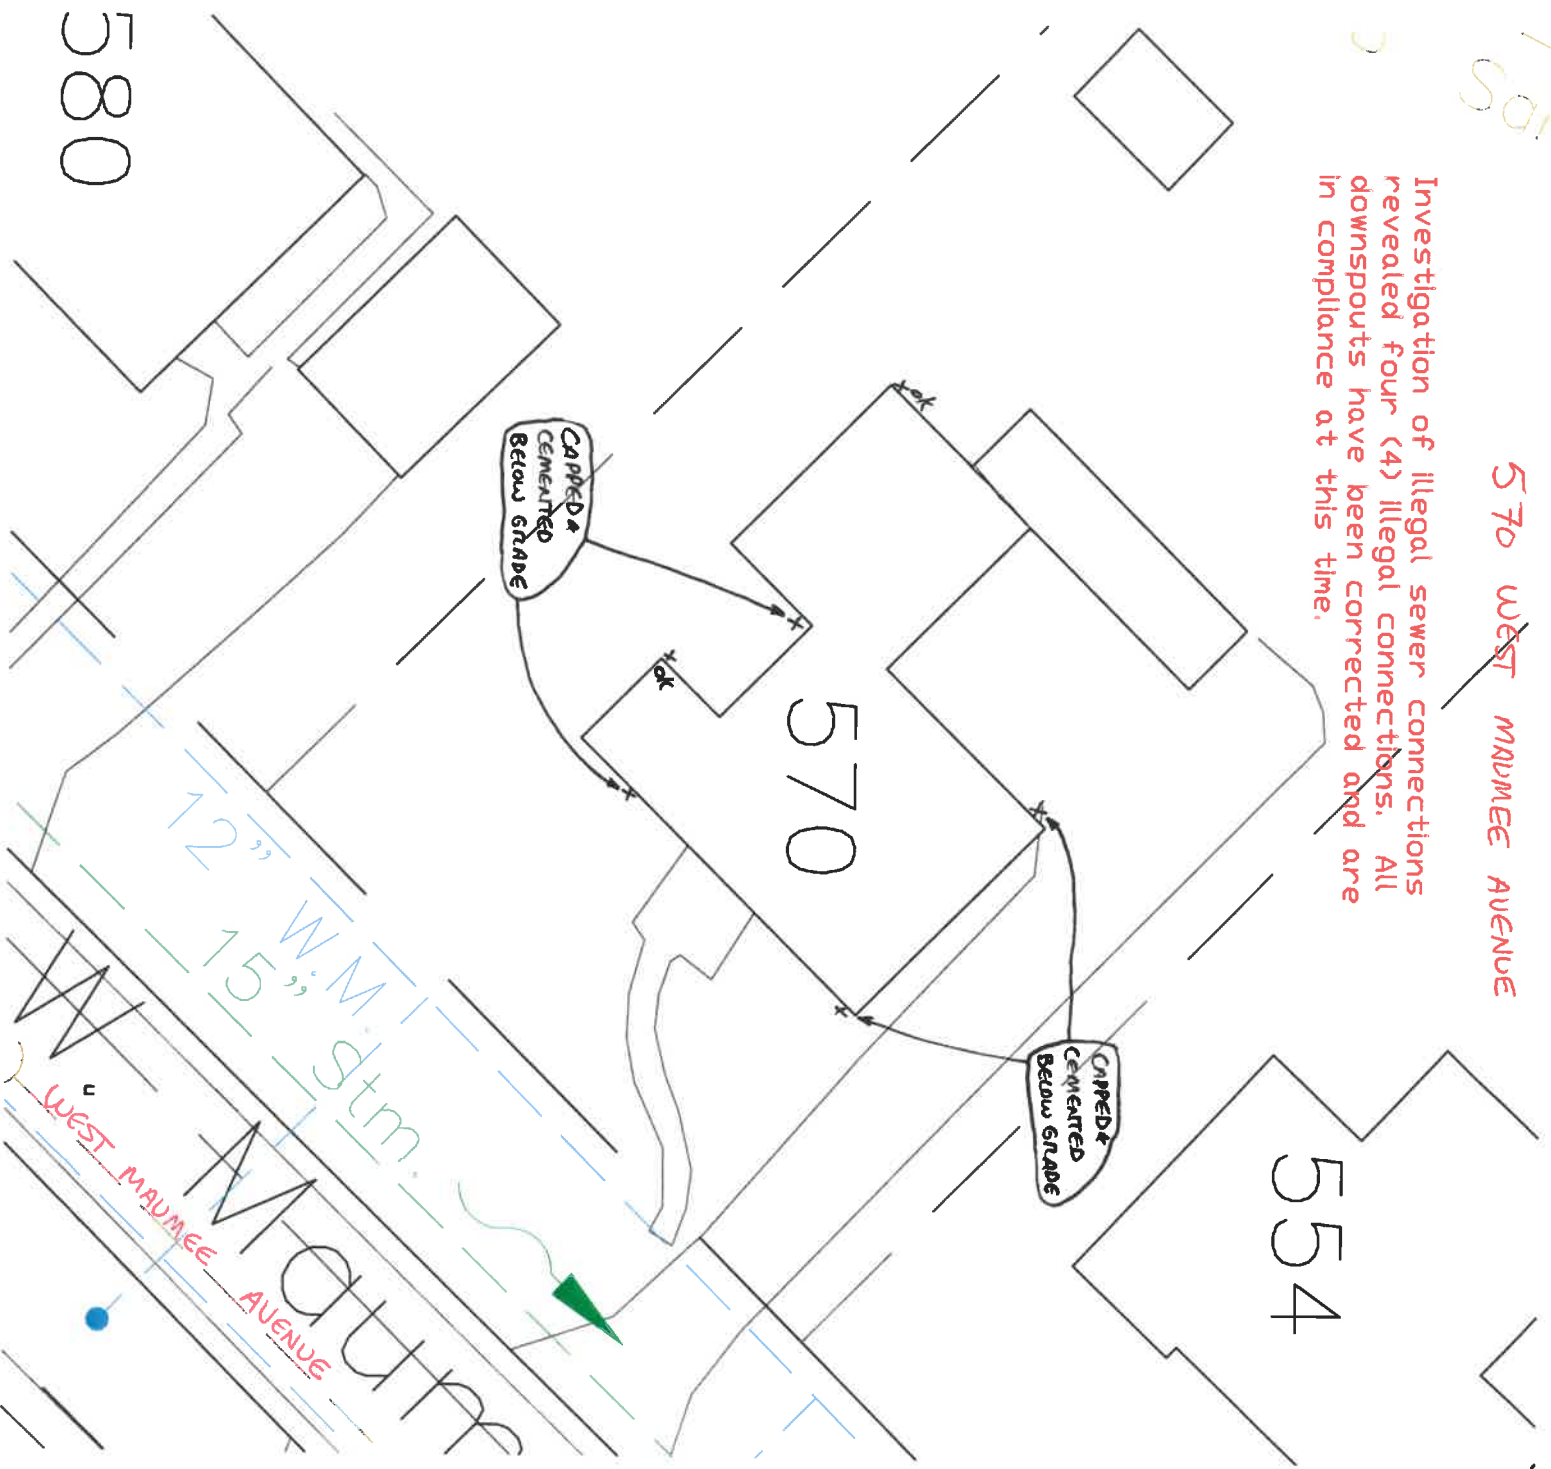 570 WEST MAUMEE AVENUE
Investigation of illegal sewer connections
revealed four (4) illegal connections. All
downspouts have been corrected and are
in compliance at this time.
580
570
554
ok
ok
CAPPED &
CEMENTED
BELOW GRADE
CAPPED &
CEMENTED
BELOW GRADE
12" W.M
15" Stm.
W. Maum
WEST MAUMEE AVENUE
Sa